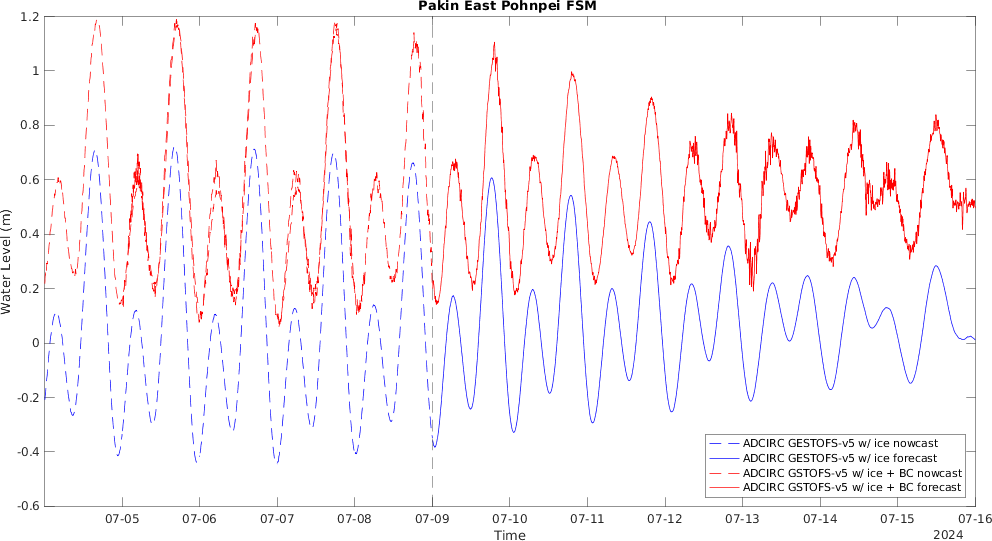 Pakin East Pohnpei FSM
1.2
1
0.8
0.6
0.4
0.2
0
-0.2
-0.4
-0.6
Water Level (m)
ADCIRC GESTOFS-v5 w/ ice nowcast
ADCIRC GESTOFS-v5 w/ ice forecast
ADCIRC GSTOFS-v5 w/ ice + BC nowcast
ADCIRC GSTOFS-v5 w/ ice + BC forecast
07-05 07-06 07-07 07-08 07-09 07-10 07-11 07-12 07-13 07-14 07-15 07-16
Time
2024